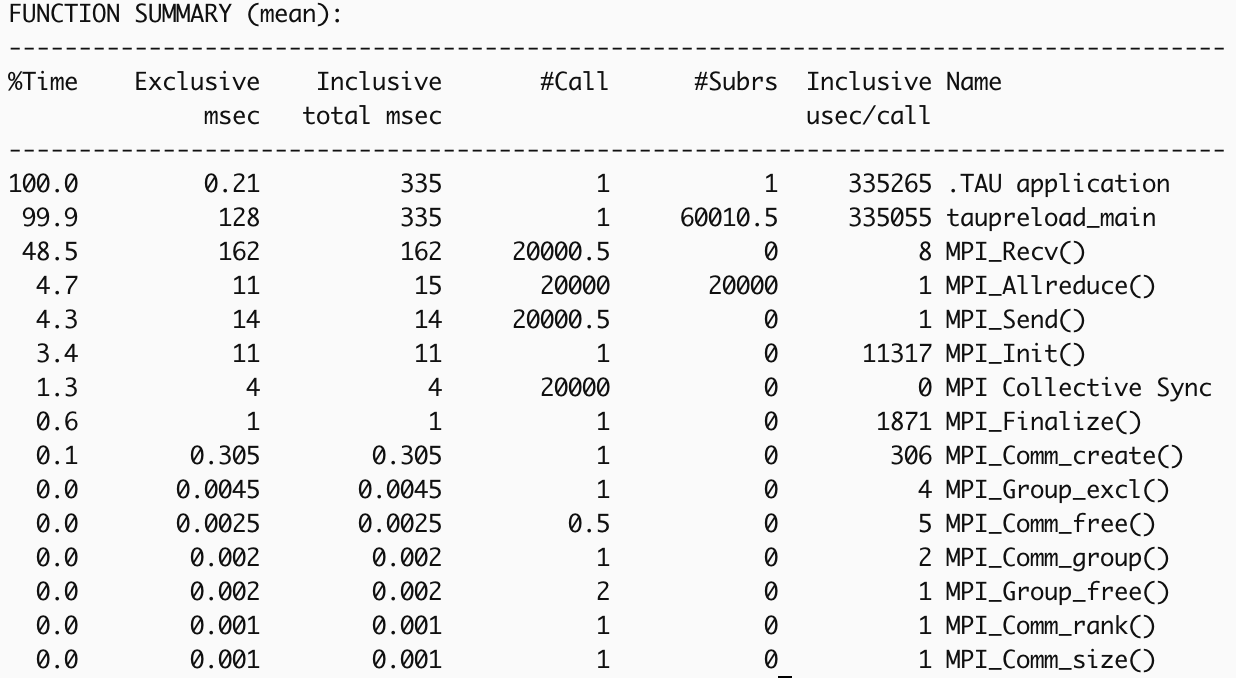 FUNCTION SUMMARY (mean):
---------------------------------------------------------------------------------------
%Time    Exclusive    Inclusive       #Call      #Subrs  Inclusive Name
              msec   total msec                          usec/call
---------------------------------------------------------------------------------------
100.0         0.21          335           1           1     335265 .TAU application
 99.9          128          335           1     60010.5     335055 taupreload_main
 48.5          162          162     20000.5           0          8 MPI_Recv()
  4.7           11           15       20000       20000          1 MPI_Allreduce()
  4.3           14           14     20000.5           0          1 MPI_Send()
  3.4           11           11           1           0      11317 MPI_Init()
  1.3            4            4       20000           0          0 MPI Collective Sync
  0.6            1            1           1           0       1871 MPI_Finalize()
  0.1        0.305        0.305           1           0        306 MPI_Comm_create()
  0.0       0.0045       0.0045           1           0          4 MPI_Group_excl()
  0.0       0.0025       0.0025         0.5           0          5 MPI_Comm_free()
  0.0        0.002        0.002           1           0          2 MPI_Comm_group()
  0.0        0.002        0.002           2           0          1 MPI_Group_free()
  0.0        0.001        0.001           1           0          1 MPI_Comm_rank()
  0.0        0.001        0.001           1           0          1 MPI_Comm_size()